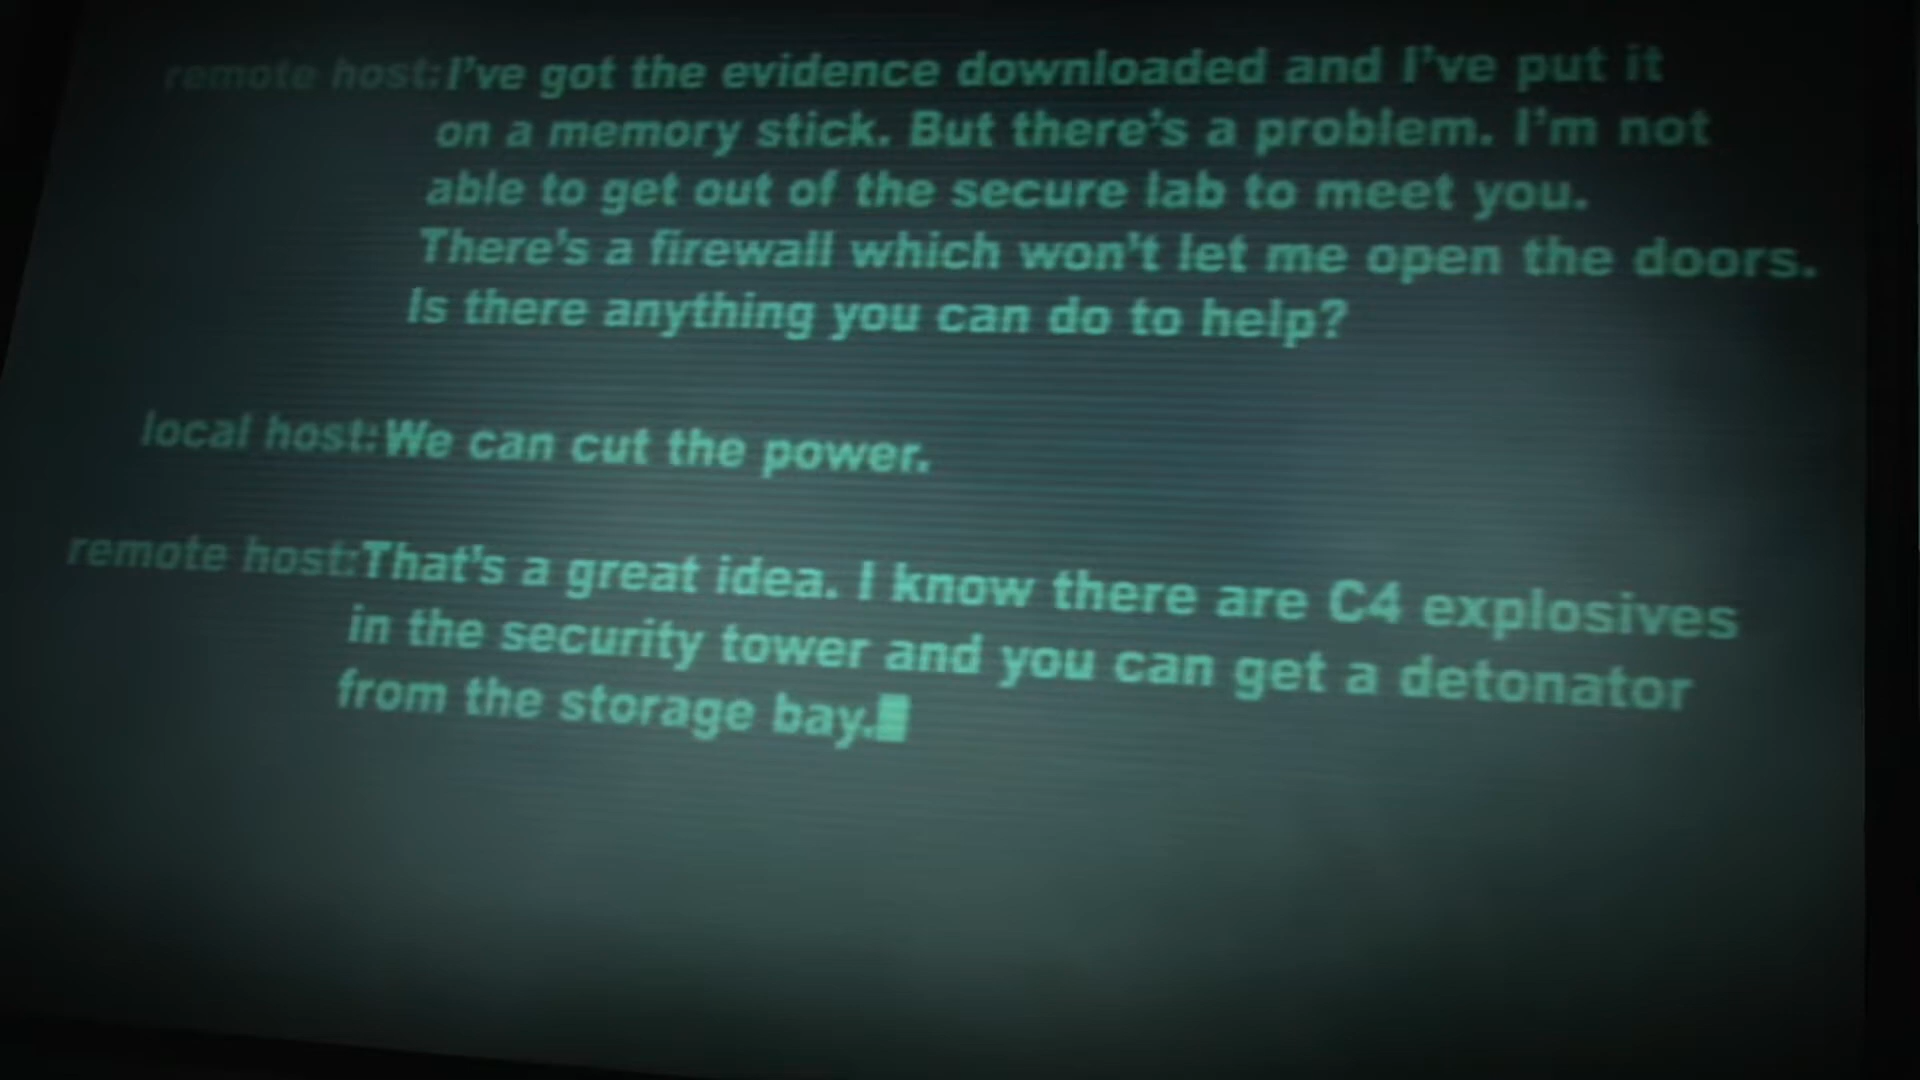 remote host:I've got the evidence downloaded and I've put it
on a memory stick. But there's a problem. I'm not
able to get out of the secure lab to meet you.
There's a firewall which won't let me open the doors.
Is there anything you can do to help?
local host:We can cut the power.
remote host:That's a great idea. I know there are C4 explosives
in the security tower and you can get a detonator
from the storage bay.